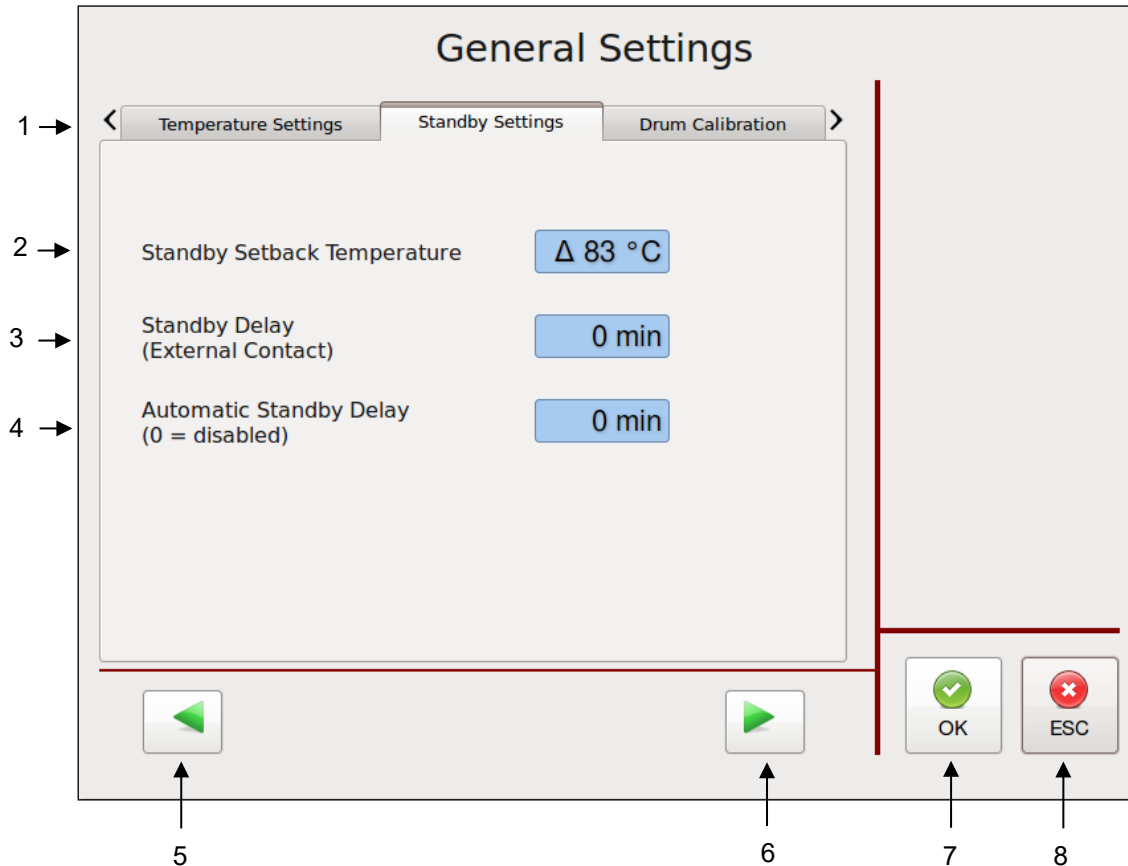 General Settings
1
Temperature Settings
Standby Settings
Drum Calibration
2
Standby Setback Temperature
Δ 83 °C
3
Standby Delay
(External Contact)
0 min
4
Automatic Standby Delay
(0 = disabled)
0 min
OK
ESC
5
6
7
8